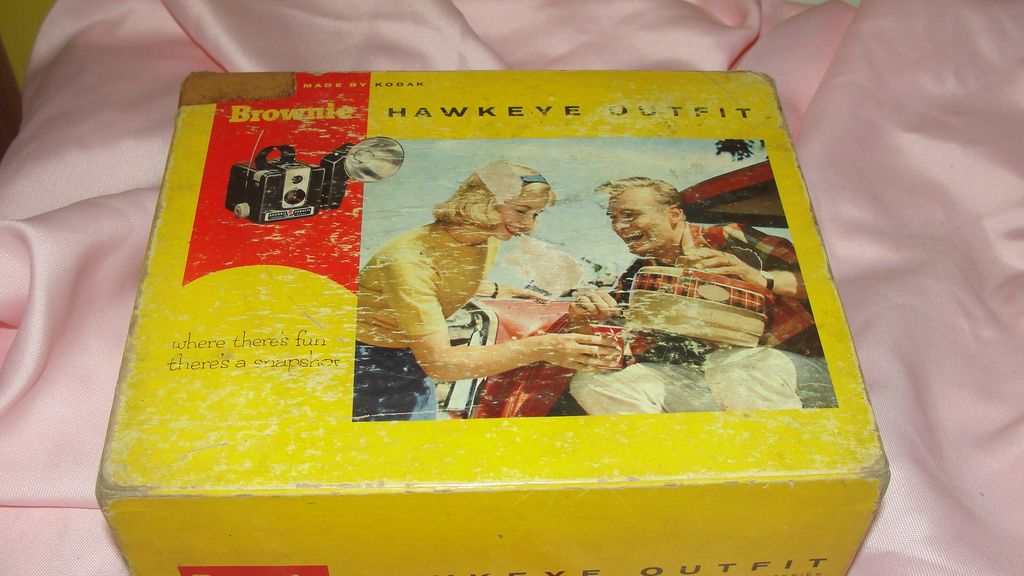 MADE BY KODAK
Brownie HAWKEYE OUTFIT
where there's fun
there's a snapshot
HAWKEYE OUTFIT